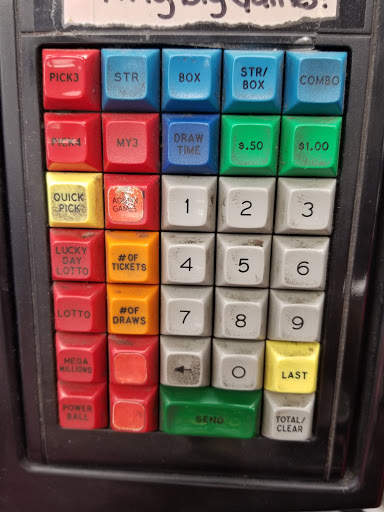 big
PICK3 STR BOX STR/ COMBO
BOX
PICK4 MY3 DRAW $.50 $1.00
TIME
QUICK 1 2 3
PICK GAMES
LUCKY # OF 4 5 6
DAY TICKETS
LOTTO
LOTTO #OF 7 8 9
DRAWS
MEGA ← 0 LAST
MILLIONS
POWER SEND TOTAL/
BALL CLEAR